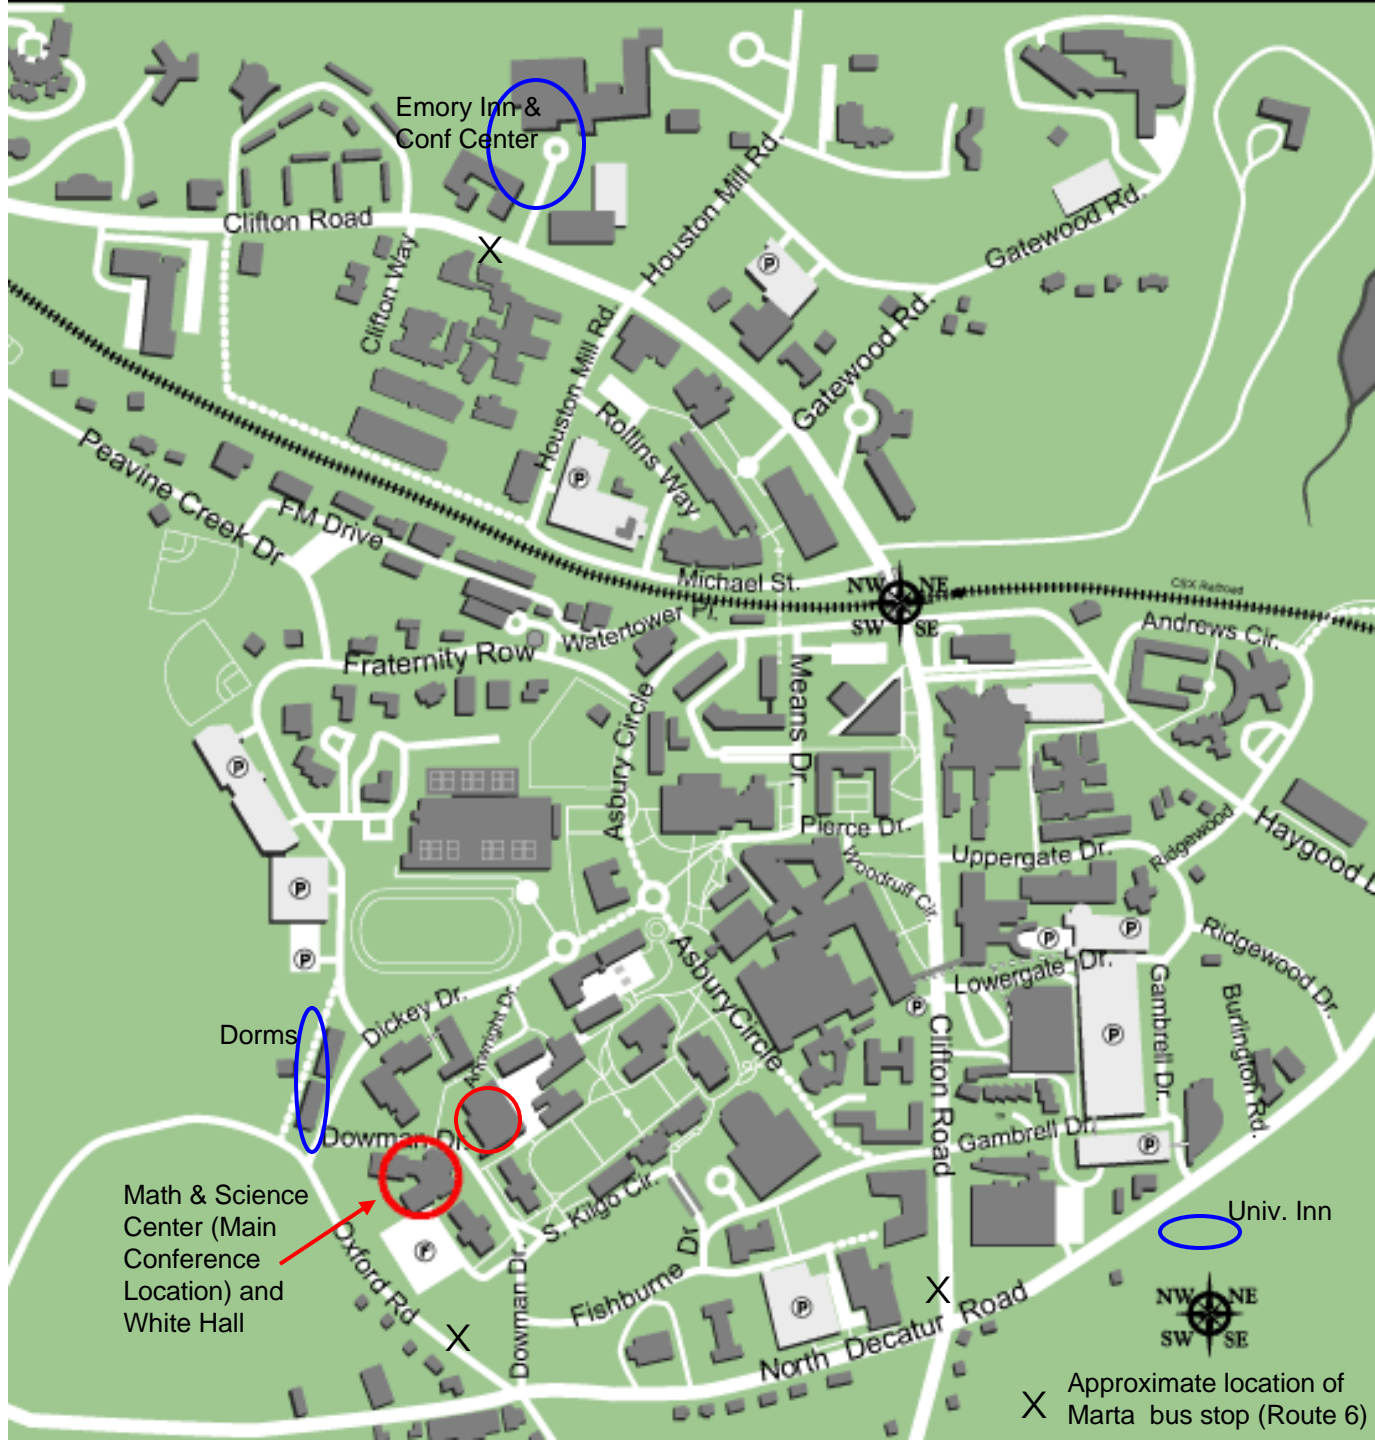 Emory Inn &
Conf Center
Houston Mill Rd.
Clifton Road
Clifton Way
Gatewood Rd.
P
Houston Mill Rd.
Gatewood Rd.
Rollins Way
Peavine Creek Dr
FM Drive
P
Michael St.
NW NE
SW SE
CSX Railroad
Watertower Pl.
Andrews Cir.
Fraternity Row
Means Dr.
Asbury Circle
P
Pierce Dr.
Uppergate Dr.
Ridgewood
Haygood D
Woodruff Cir.
P
P
P
P
Ridgewood Dr.
Asbury Circle
Lowergate Dr.
Gambrell Dr.
Burlington Rd.
Dickey Dr.
P
Clifton Road
P
Dorms
Dowman Dr.
Gambrell Dr.
P
Math & Science
Center (Main
Conference
Location) and
White Hall
S. Kilgo Cir.
Oxford Rd
Dowman Dr.
Fishburne Dr
P
North Decatur Road
Univ. Inn
NW NE
SW SE
X
X
X
X Approximate location of
Marta bus stop (Route 6)